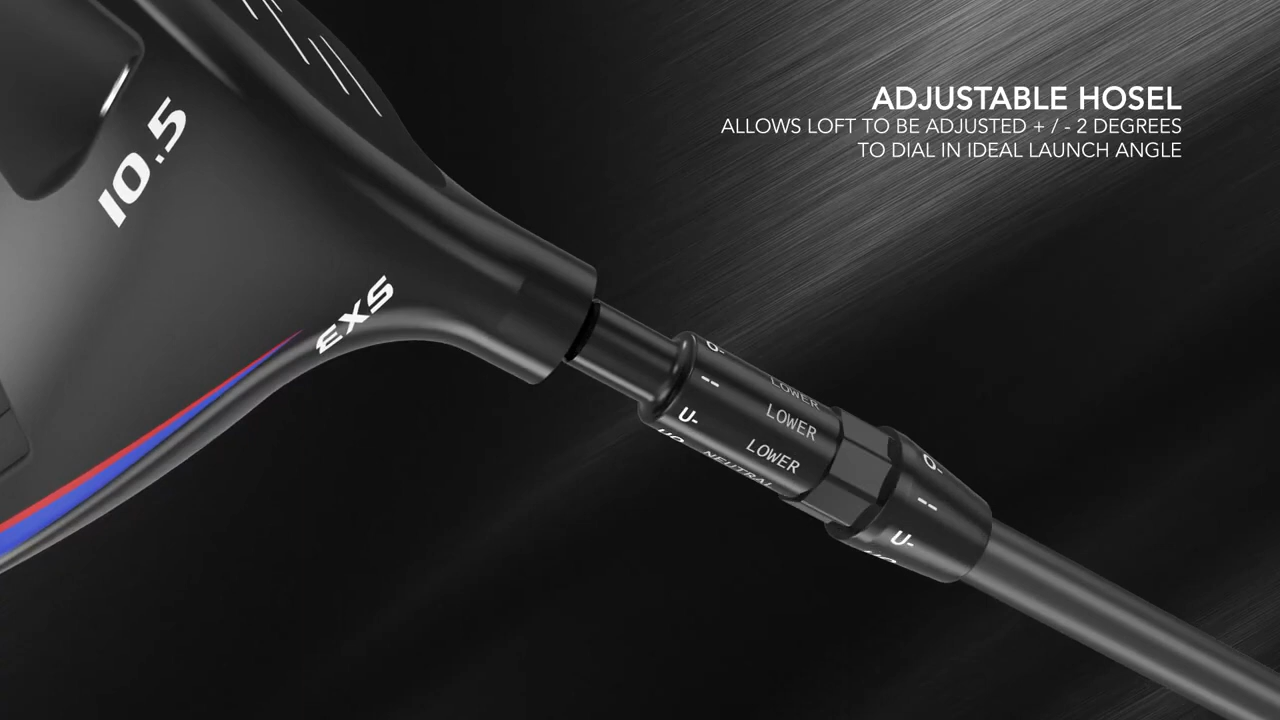 ADJUSTABLE HOSEL
ALLOWS LOFT TO BE ADJUSTED + / - 2 DEGREES
TO DIAL IN IDEAL LAUNCH ANGLE
10.5
EXS
LOWER
LOWER
LOWER
NEUTRAL
U-
U-